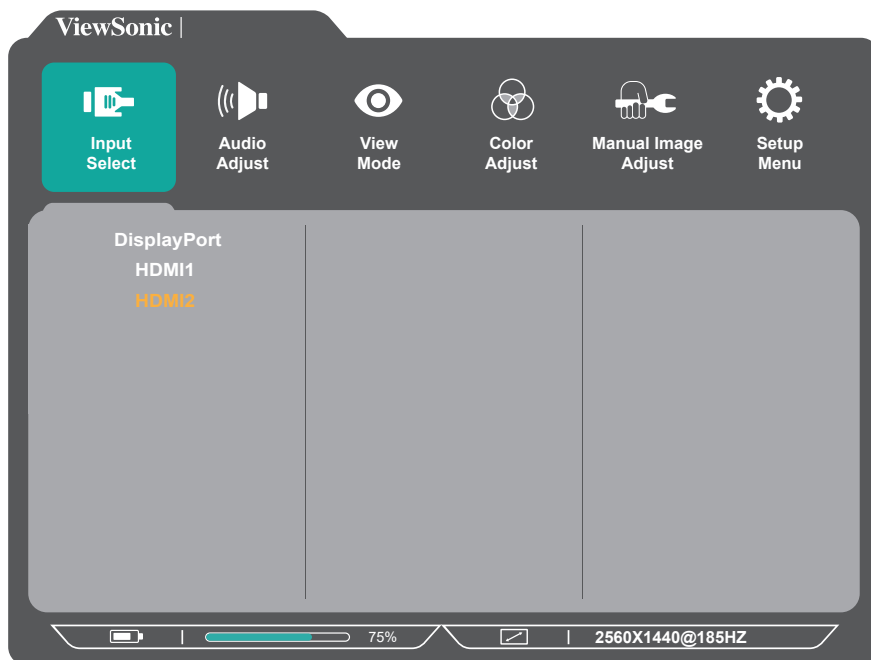 ViewSonic
Input
Select
Audio
Adjust
View
Mode
Color
Adjust
Manual Image
Adjust
Setup
Menu
DisplayPort
HDMI1
HDMI2
75%
2560X1440@185HZ